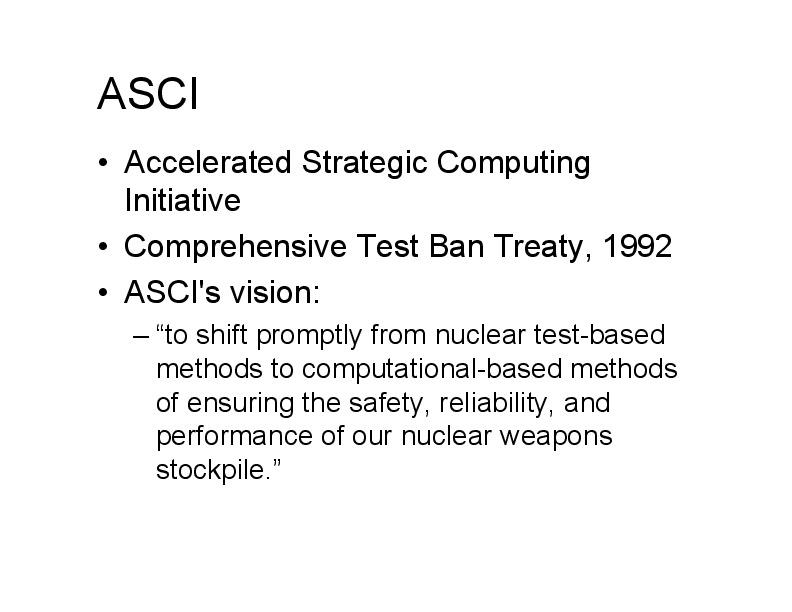 ASCI
• Accelerated Strategic Computing
Initiative
• Comprehensive Test Ban Treaty, 1992
• ASCI's vision:
– “to shift promptly from nuclear test-based
methods to computational-based methods
of ensuring the safety, reliability, and
performance of our nuclear weapons
stockpile.”